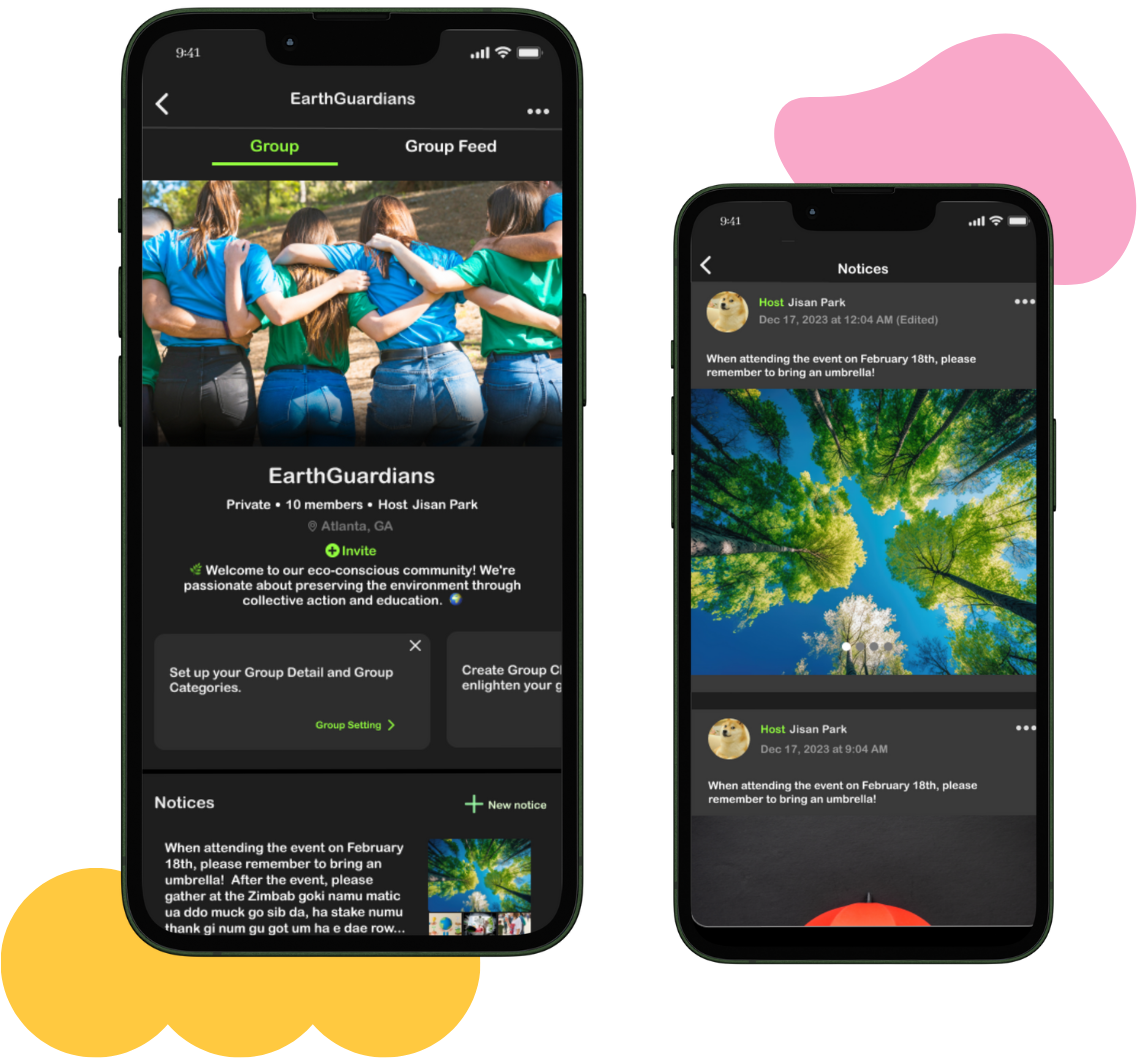 9:41
EarthGuardians
Group
Group Feed
EarthGuardians
Private • 10 members • Host Jisan Park
Atlanta, GA
Invite
🌿 Welcome to our eco-conscious community! We're
passionate about preserving the environment through
collective action and education. 🌍
Set up your Group Detail and Group
Categories.
Group Setting
Create Group C
enlighten your g
Notices
New notice
When attending the event on February
18th, please remember to bring an
umbrella! After the event, please
gather at the Zimbab goki namu matic
ua ddo muck go sib da, ha stake numu
thank gi num gu got um ha e dae row...
9:41
Notices
Host Jisan Park
Dec 17, 2023 at 12:04 AM (Edited)
When attending the event on February 18th, please
remember to bring an umbrella!
Host Jisan Park
Dec 17, 2023 at 9:04 AM
When attending the event on February 18th, please
remember to bring an umbrella!